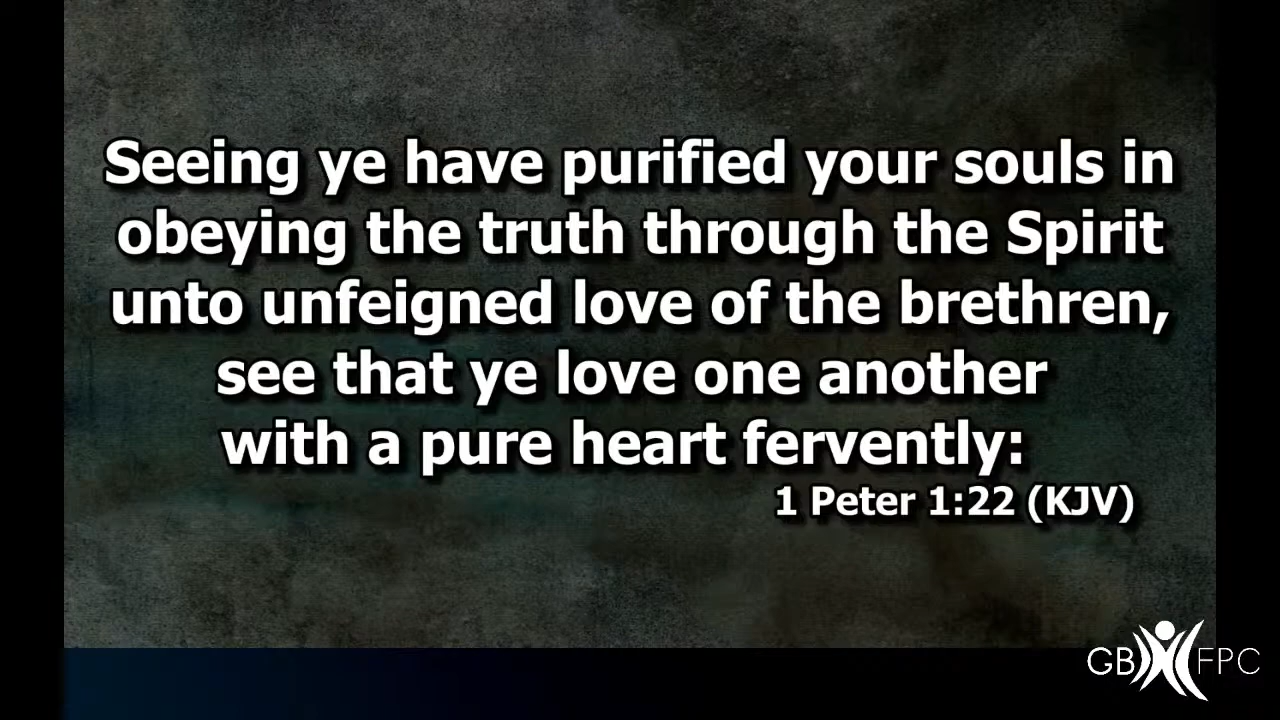 Seeing ye have purified your souls in
obeying the truth through the Spirit
unto unfeigned love of the brethren,
see that ye love one another
with a pure heart fervently:
1 Peter 1:22 (KJV)
GB FPC